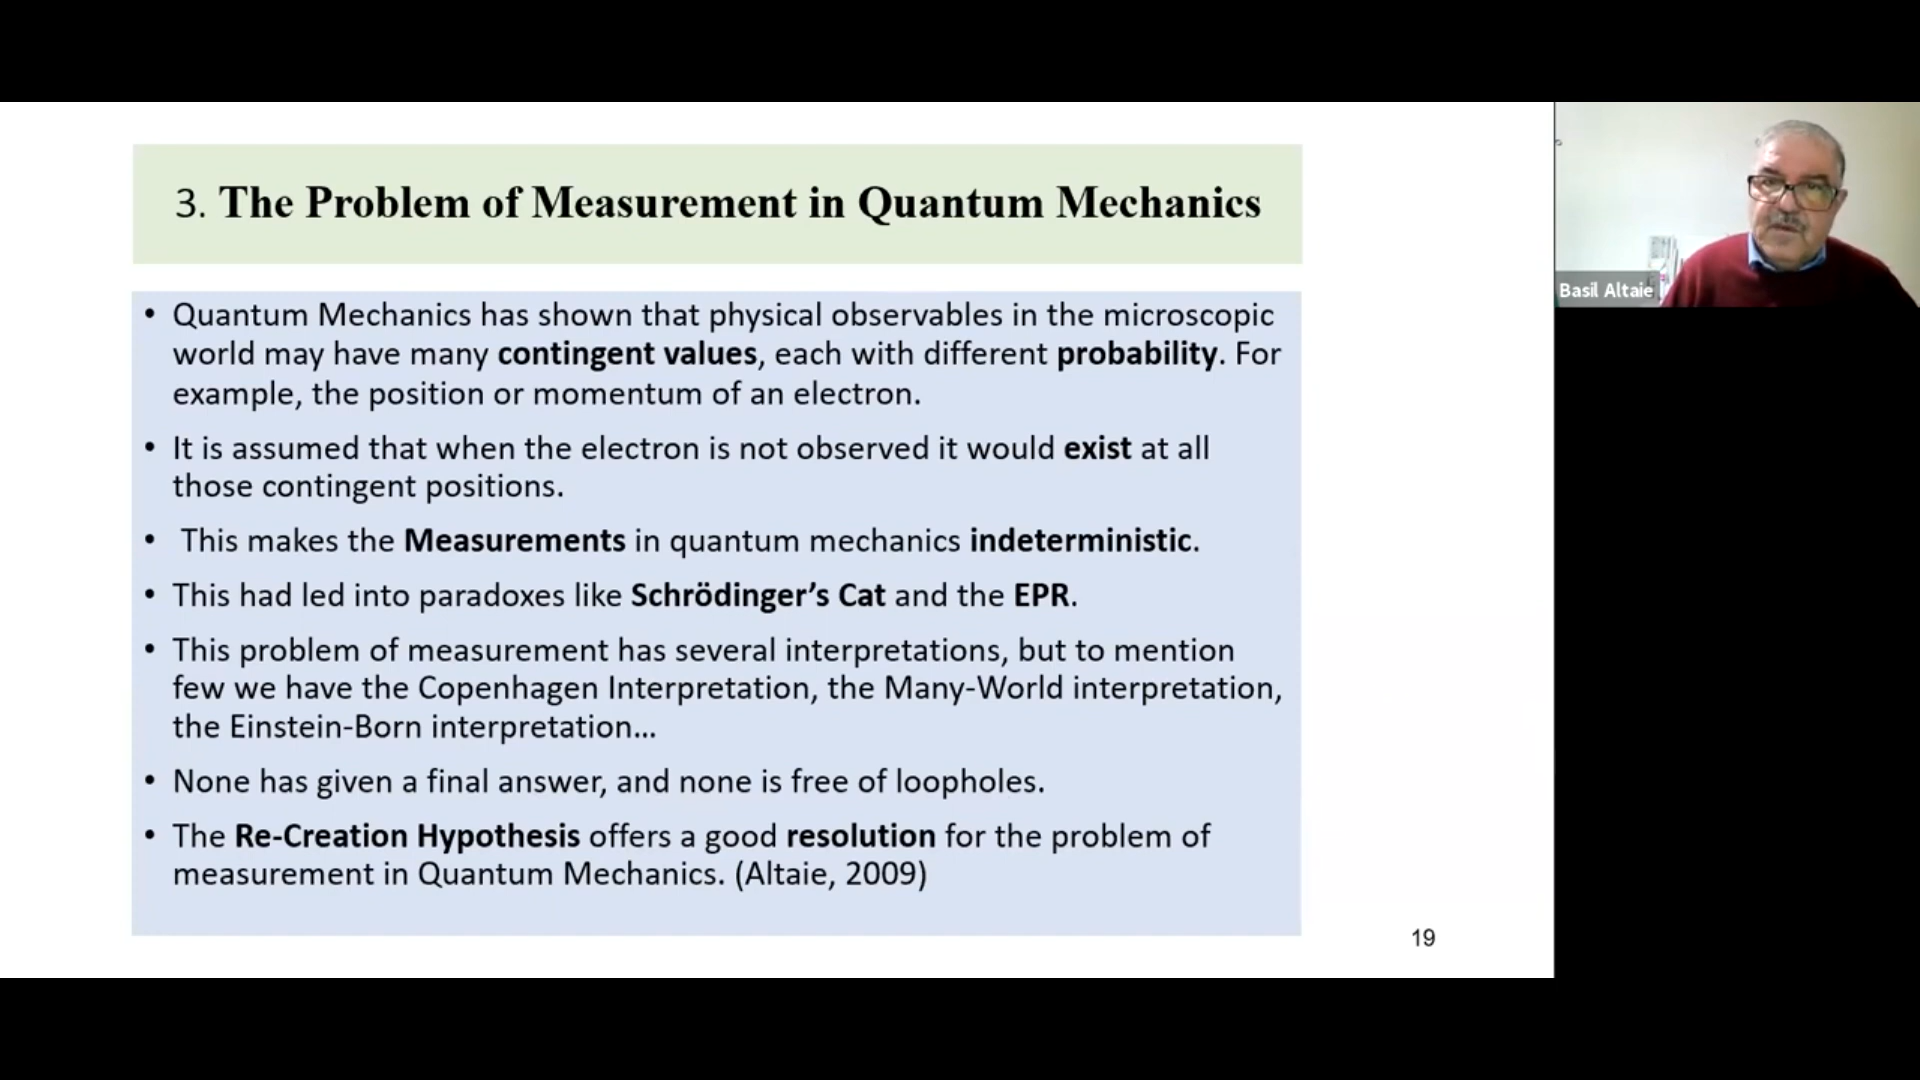 3. The Problem of Measurement in Quantum Mechanics
• Quantum Mechanics has shown that physical observables in the microscopic
world may have many contingent values, each with different probability. For
example, the position or momentum of an electron.
• It is assumed that when the electron is not observed it would exist at all
those contingent positions.
• This makes the Measurements in quantum mechanics indeterministic.
• This had led into paradoxes like Schrödinger’s Cat and the EPR.
• This problem of measurement has several interpretations, but to mention
few we have the Copenhagen Interpretation, the Many-World interpretation,
the Einstein-Born interpretation...
• None has given a final answer, and none is free of loopholes.
• The Re-Creation Hypothesis offers a good resolution for the problem of
measurement in Quantum Mechanics. (Altaie, 2009)
19
Basil Altaie